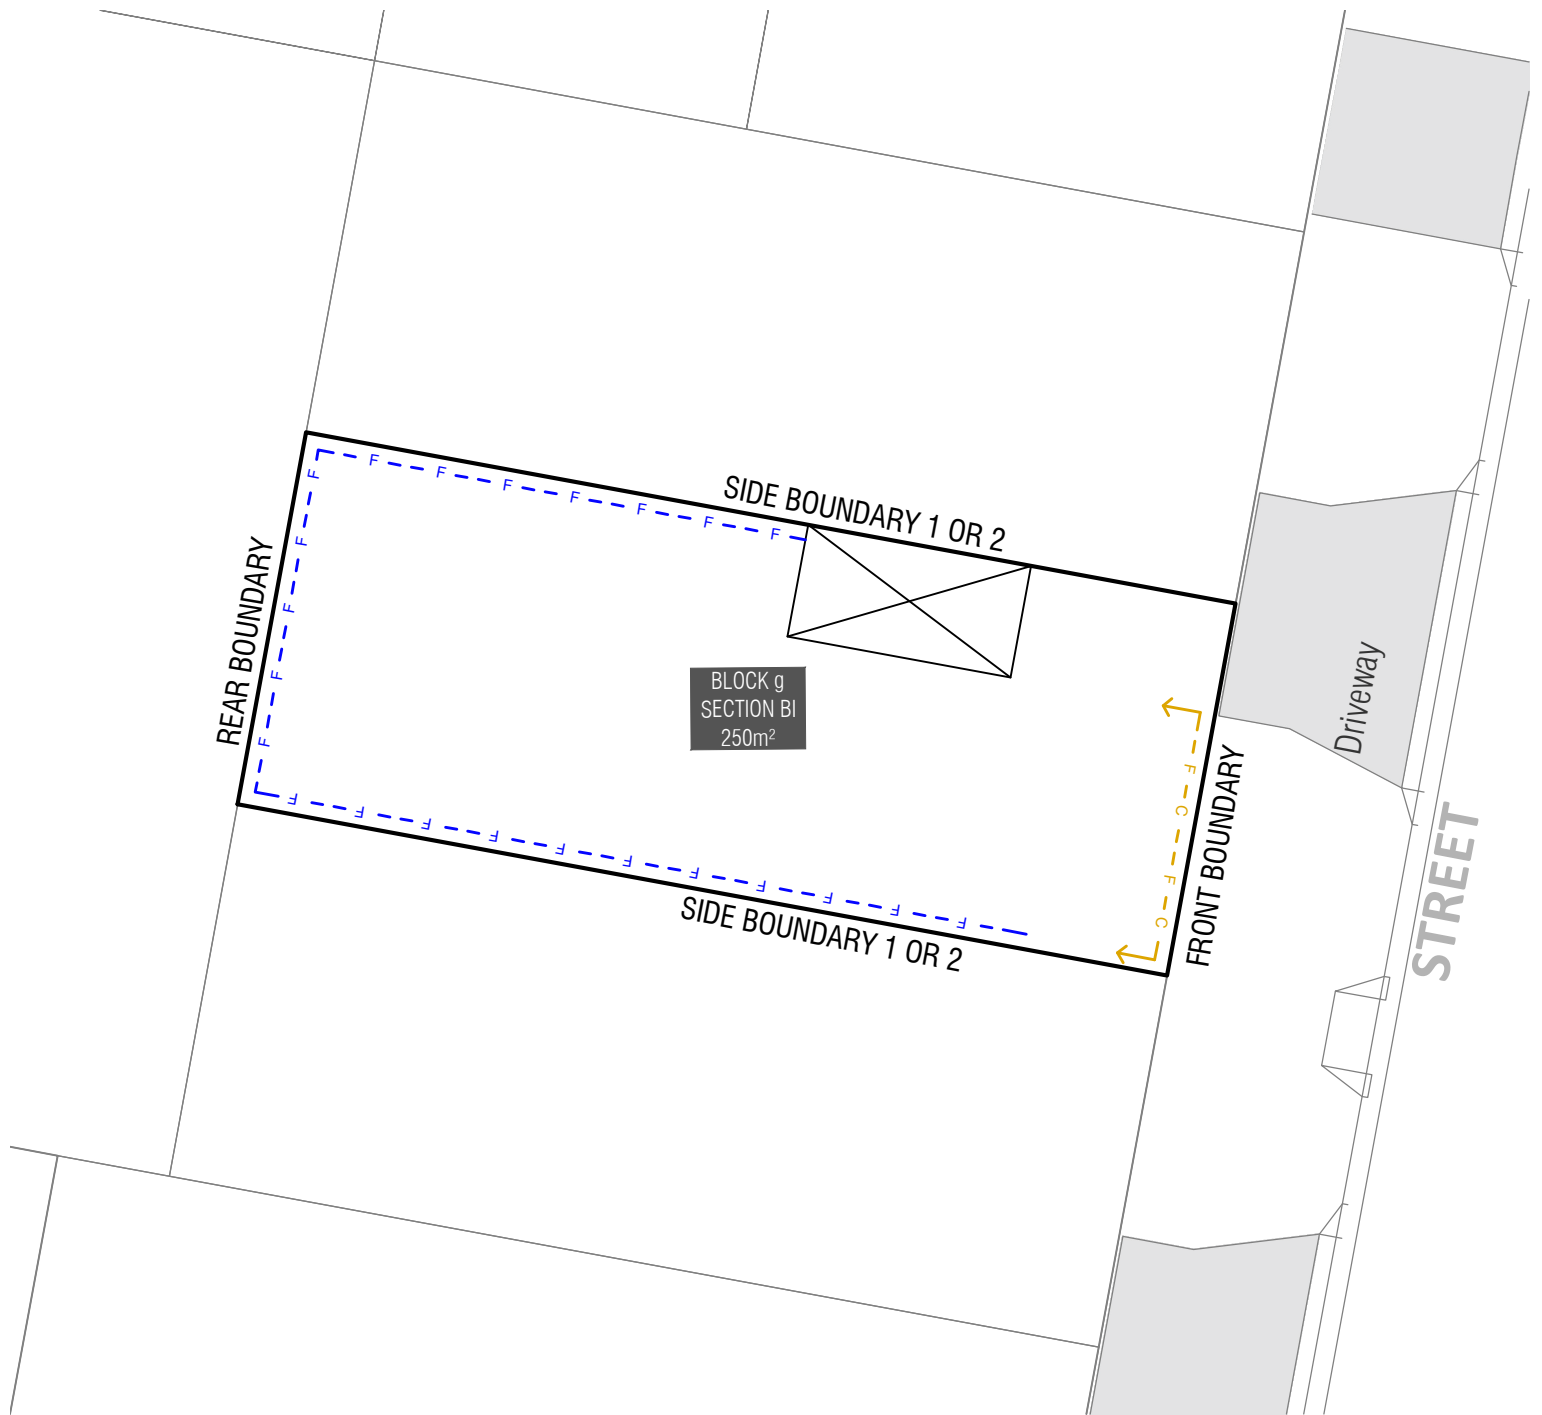 SIDE BOUNDARY 1 OR 2
F F F F F F F
REAR BOUNDARY
F F F F F
BLOCK g
SECTION BI
250m²
Driveway
F C F C
FRONT BOUNDARY
STREET
F F F F F F F F F F F
SIDE BOUNDARY 1 OR 2